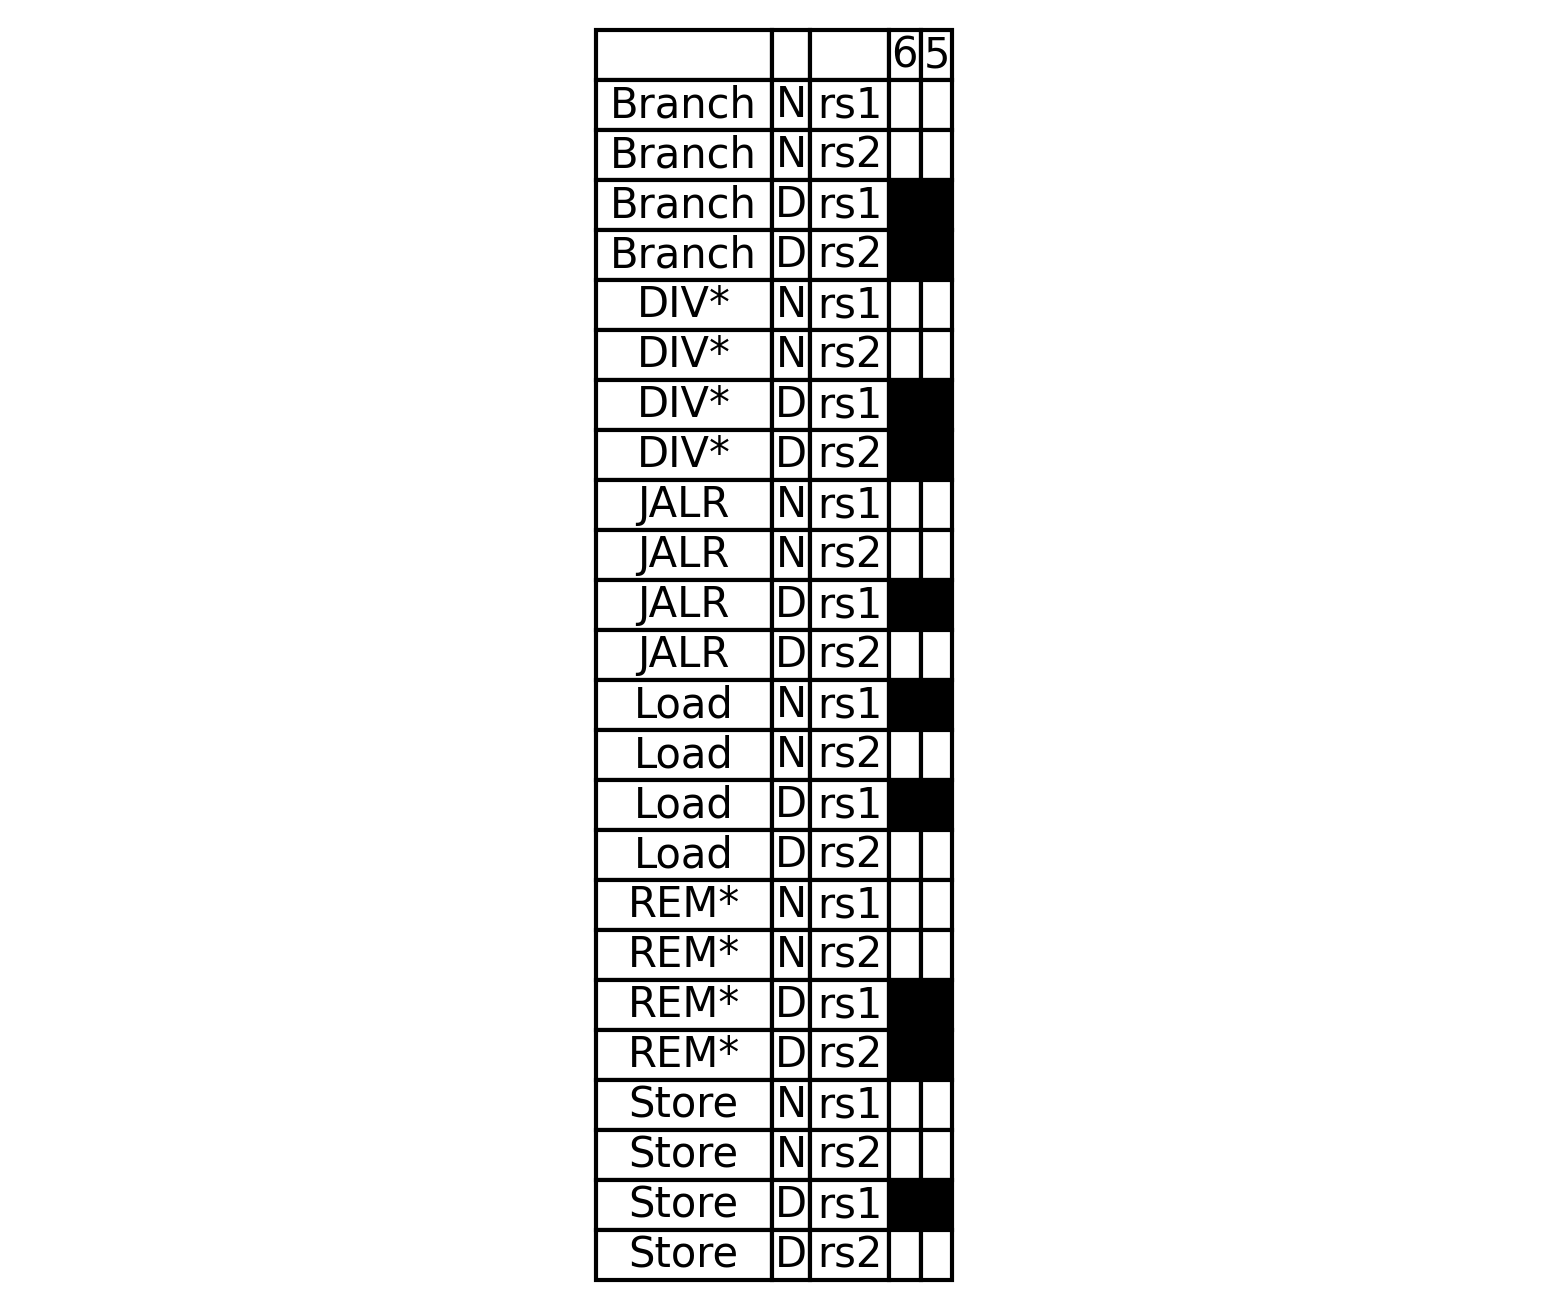 6 5
Branch N rs1
Branch N rs2
Branch D rs1
Branch D rs2
DIV* N rs1
DIV* N rs2
DIV* D rs1
DIV* D rs2
JALR N rs1
JALR N rs2
JALR D rs1
JALR D rs2
Load N rs1
Load N rs2
Load D rs1
Load D rs2
REM* N rs1
REM* N rs2
REM* D rs1
REM* D rs2
Store N rs1
Store N rs2
Store D rs1
Store D rs2